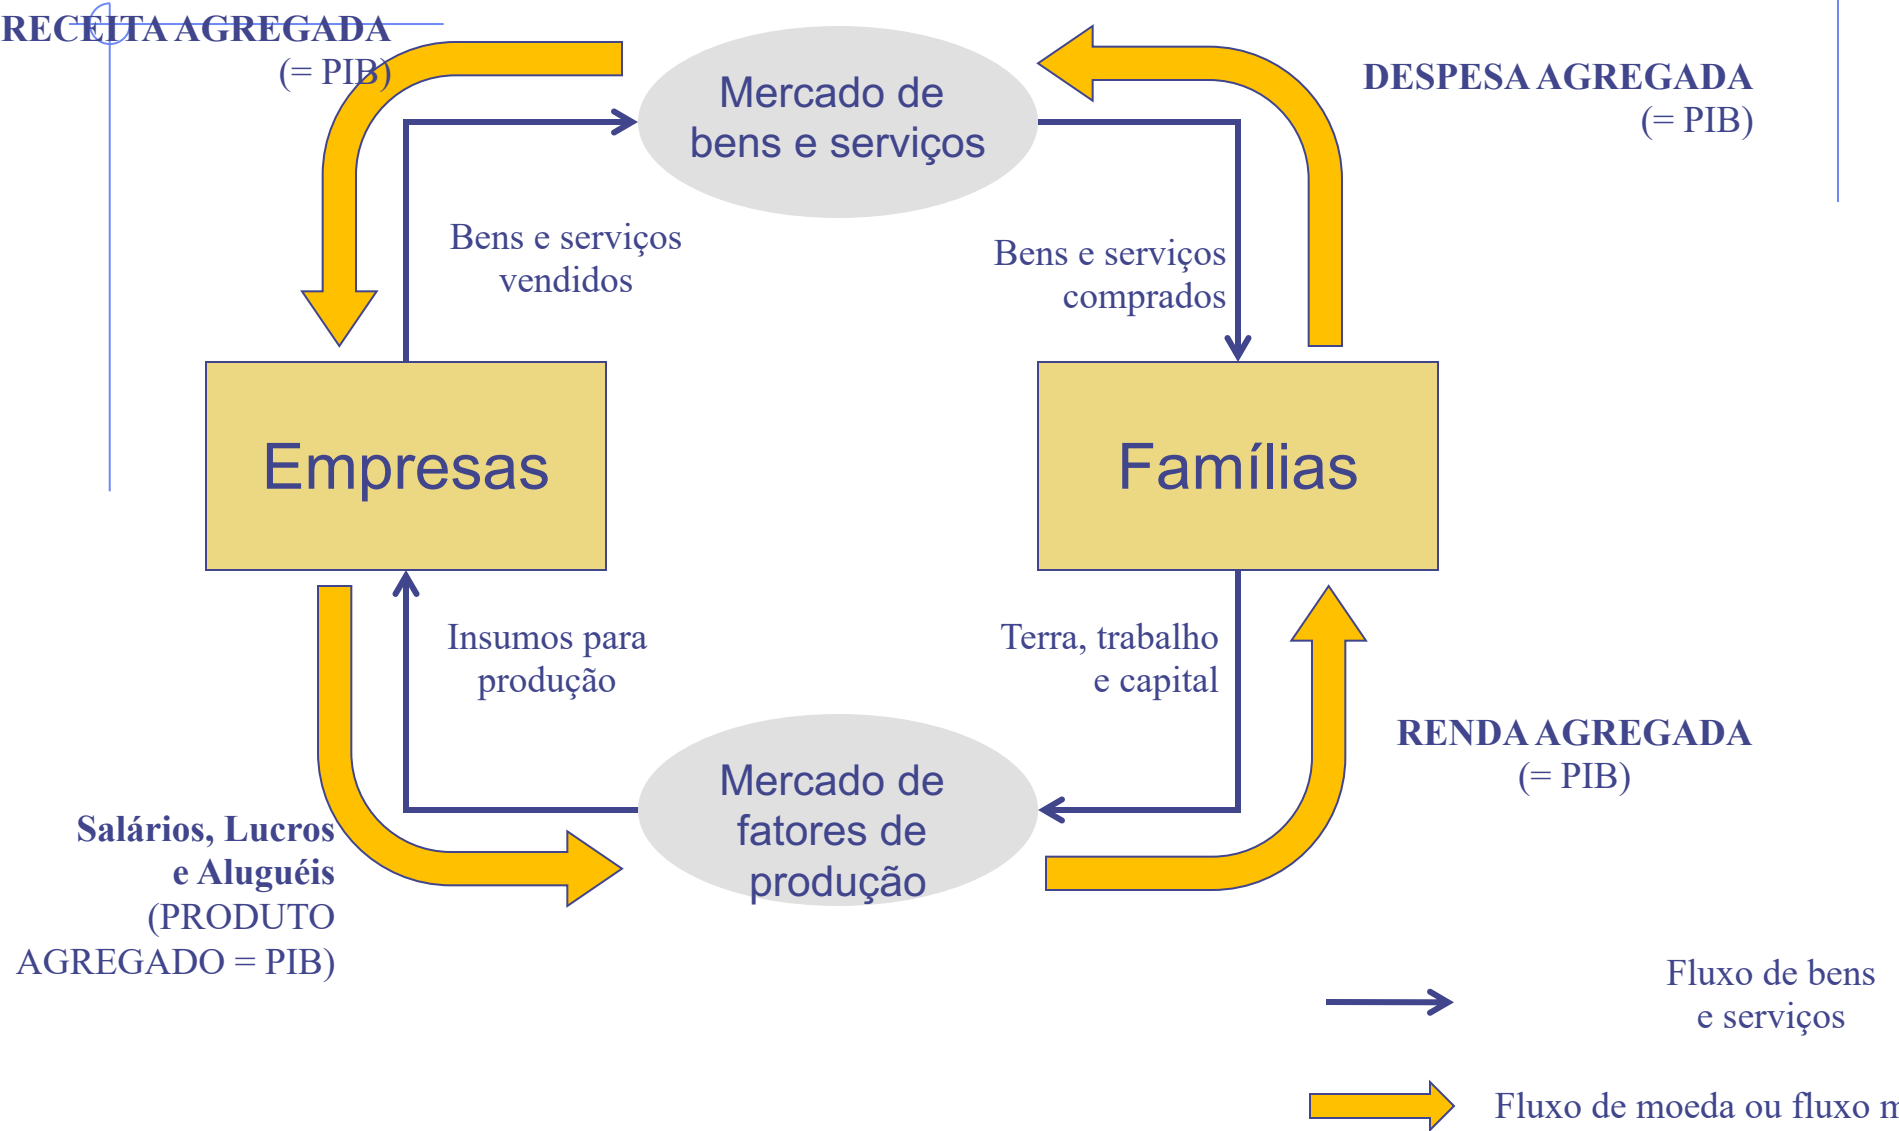 RECEITA AGREGADA
(= PIB)
Mercado de
bens e serviços
DESPESA AGREGADA
(= PIB)
Bens e serviços
vendidos
Bens e serviços
comprados
Empresas
Famílias
Insumos para
produção
Terra, trabalho
e capital
Mercado de
fatores de
produção
RENDA AGREGADA
(= PIB)
Salários, Lucros
e Aluguéis
(PRODUTO
AGREGADO = PIB)
Fluxo de bens
e serviços
Fluxo de moeda ou fluxo